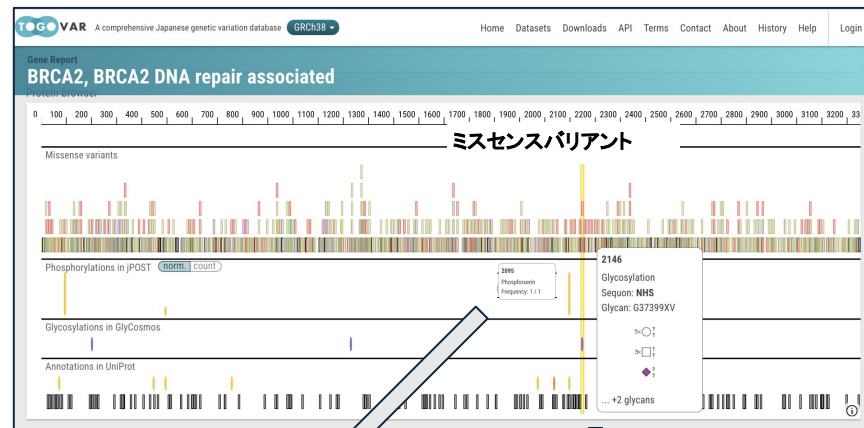 TOGOVAR A comprehensive Japanese genetic variation database GRCh38 Home Datasets Downloads API Terms Contact About History Help Login
Gene Report
BRCA2, BRCA2 DNA repair associated
Protein browser
0 100 200 300 400 500 600 700 800 900 1000 1100 1200 1300 1400 1500 1600 1700 1800 1900 2000 2100 2200 2300 2400 2500 2600 2700 2800 2900 3000 3100 3200 33
ミスセンスバリアント
Missense variants
Phosphorylations in jPOST norm. count
2095
Phosphoserin
Frequency: 1 / 1
2146
Glycosylation
Sequon: NHS
Glycan: G37399XV
5× ? ?
3× ? ?
? ?
... +2 glycans
Glycosylations in GlyCosmos
Annotations in UniProt